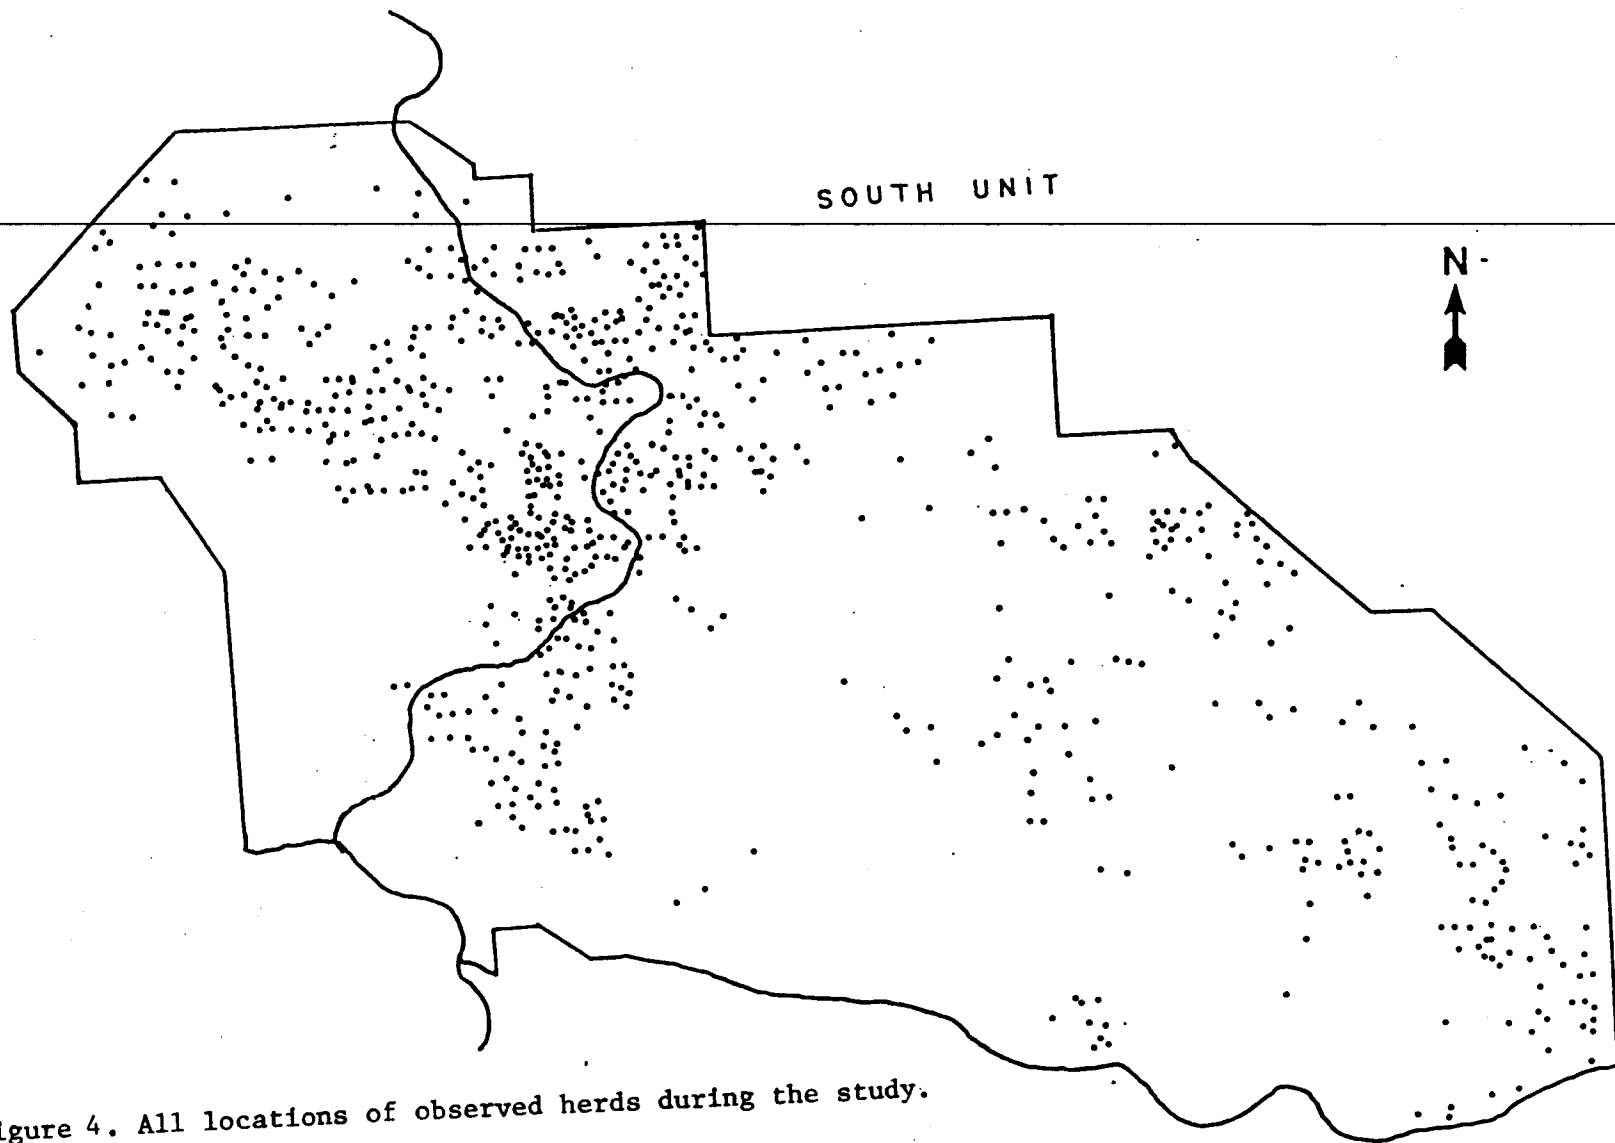 SOUTH UNIT
N
igure 4. All locations of observed herds during the study.